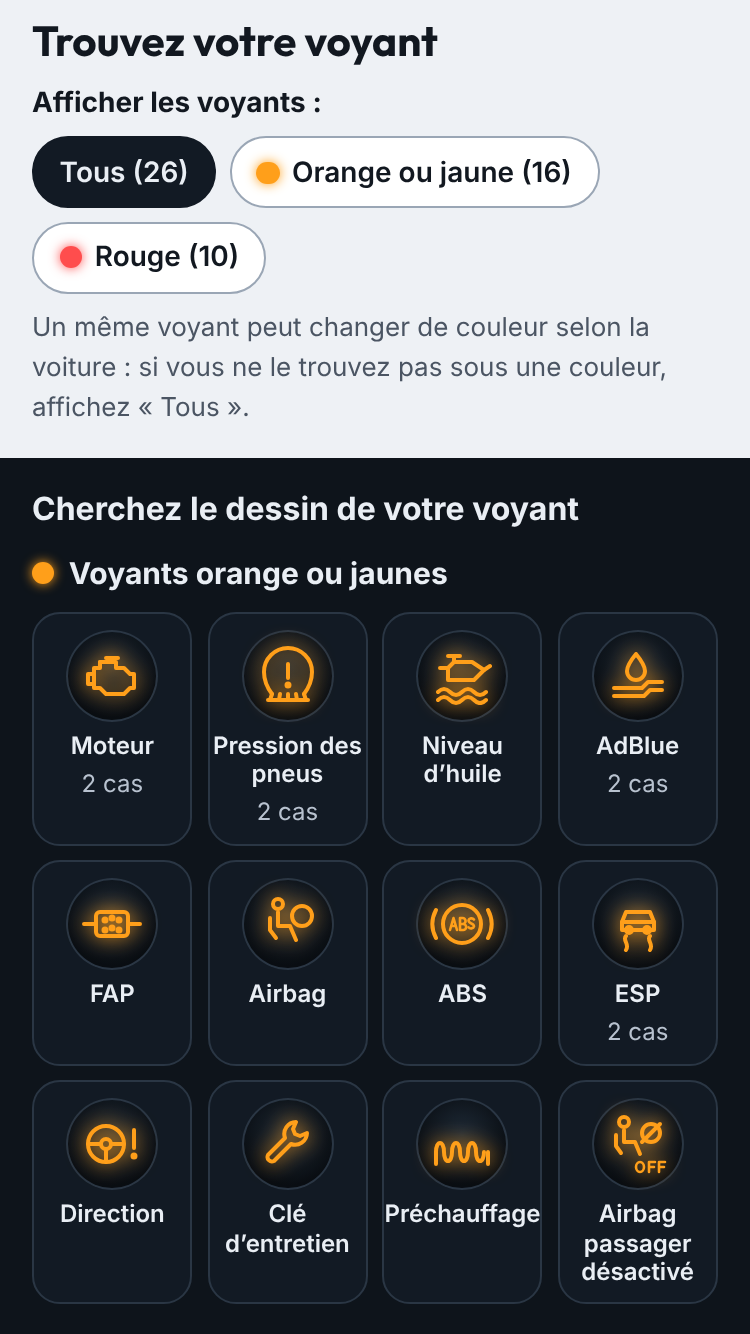 Trouvez votre voyant
Afficher les voyants :
Tous (26)
Orange ou jaune (16)
Rouge (10)
Un même voyant peut changer de couleur selon la
voiture : si vous ne le trouvez pas sous une couleur,
affichez « Tous ».
Cherchez le dessin de votre voyant
Voyants orange ou jaunes
Moteur
2 cas
Pression des
pneus
2 cas
Niveau
d’huile
AdBlue
2 cas
FAP
Airbag
ABS
ABS
ESP
2 cas
Direction
Clé
d’entretien
Préchauffage
OFF
Airbag
passager
désactivé